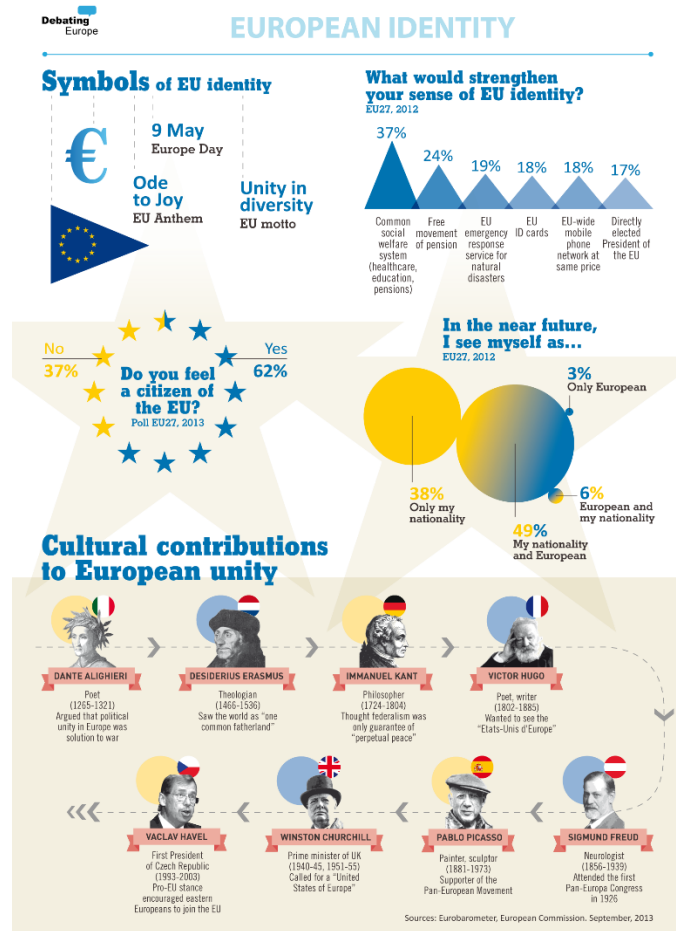 Debating
Europe
EUROPEAN IDENTITY
Symbols of EU identity
€
9 May
Europe Day
Ode
to Joy
EU Anthem
Unity in
diversity
EU motto
What would strengthen
your sense of EU identity?
EU27, 2012
37%
24%
19%
18%
18%
17%
Common
social
welfare
system
(healthcare,
education,
pensions)
Free
movement
of pension
EU
emergency
response
service for
natural
disasters
EU
ID cards
EU-wide
mobile
phone
network at
same price
Directly
elected
President of
the EU
No
37%
Yes
62%
Do you feel
a citizen of
the EU?
Poll EU27, 2013
In the near future,
I see myself as...
EU27, 2012
3%
Only European
38%
Only my
nationality
6%
European and
my nationality
49%
My nationality
and European
Cultural contributions
to European unity
DANTE ALIGHIERI
Poet
(1265-1321)
Argued that political
unity in Europe was
solution to war
DESIDERIUS ERASMUS
Theologian
(1466-1536)
Saw the world as "one
common fatherland"
IMMANUEL KANT
Philosopher
(1724-1804)
Thought federalism was
only guarantee of
"perpetual peace"
VICTOR HUGO
Poet, writer
(1802-1885)
Wanted to see the
"Etats-Unis d'Europe"
VACLAV HAVEL
First President
of Czech Republic
(1993-2003)
Pro-EU stance
encouraged eastern
Europeans to join the EU
WINSTON CHURCHILL
Prime minister of UK
(1940-45, 1951-55)
Called for a "United
States of Europe"
PABLO PICASSO
Painter, sculptor
(1881-1973)
Supporter of the
Pan-European Movement
SIGMUND FREUD
Neurologist
(1856-1939)
Attended the first
Pan-Europa Congress
in 1926
Sources: Eurobarometer, European Commission. September, 2013